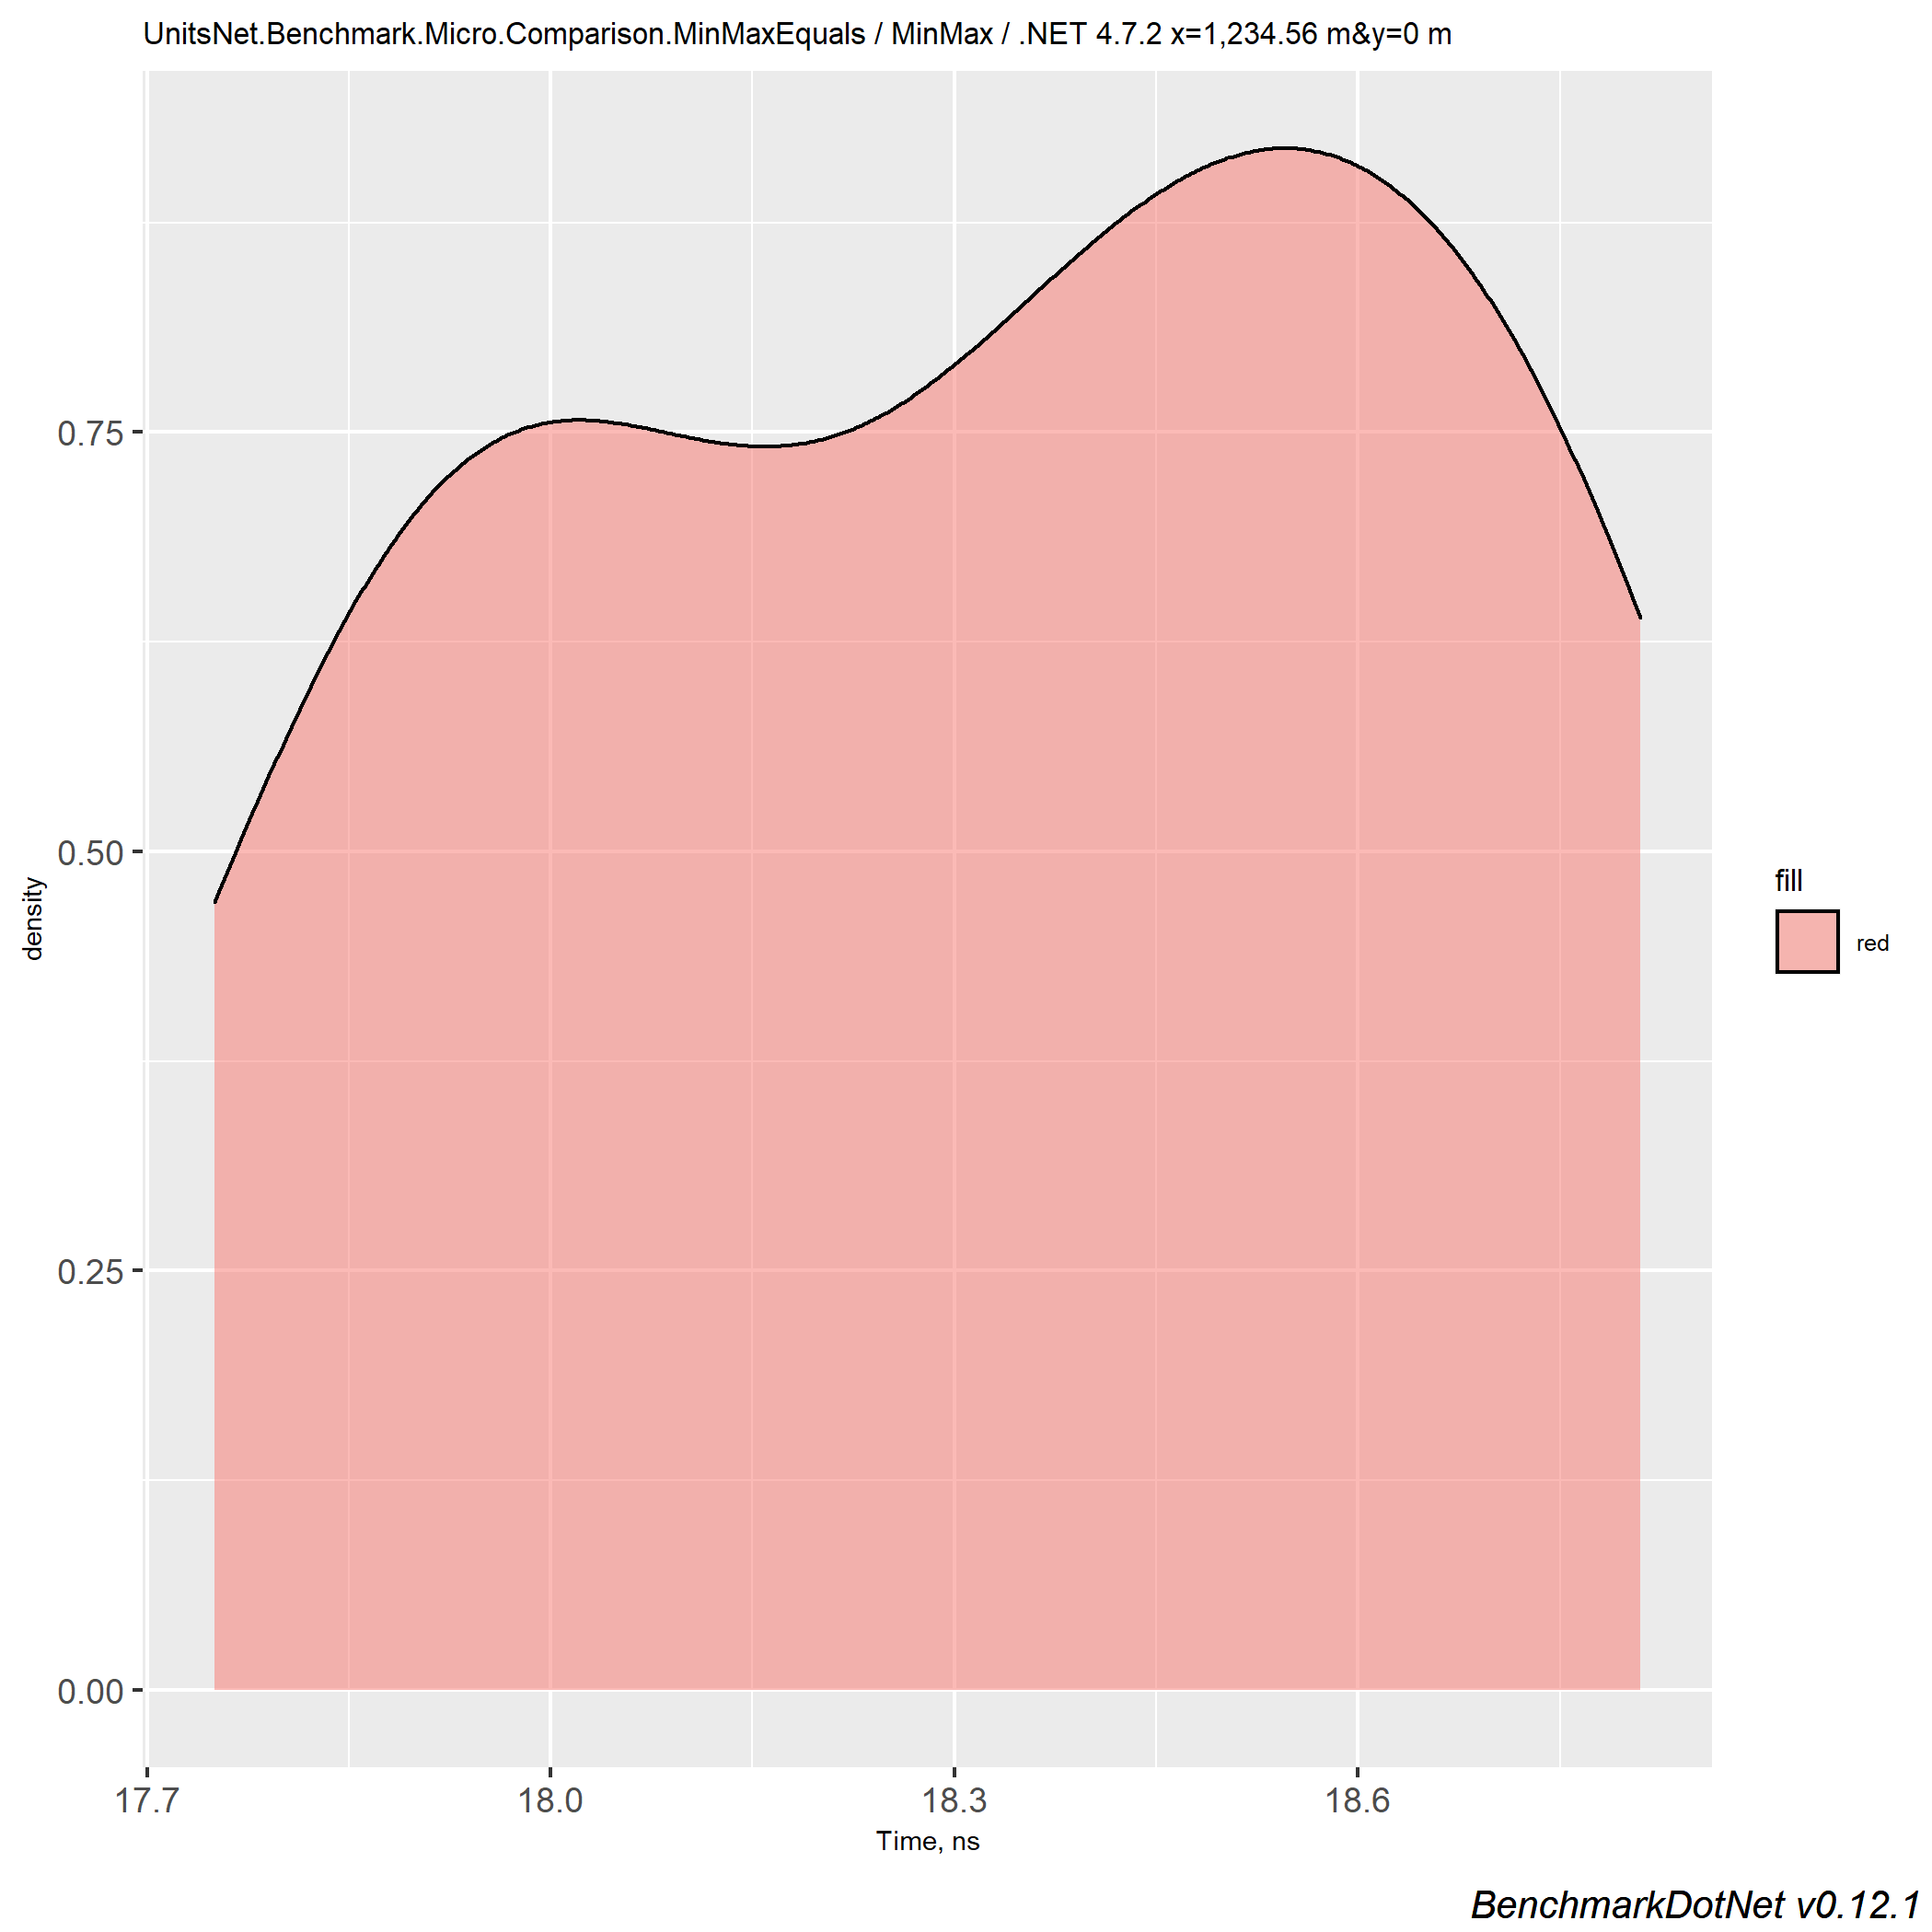 UnitsNet.Benchmark.Micro.Comparison.MinMaxEquals / MinMax / .NET 4.7.2 x=1,234.56 m&y=0 m
0.75
0.50
0.25
0.00
density
17.7 18.0 18.3 18.6
Time, ns
fill
red
BenchmarkDotNet v0.12.1